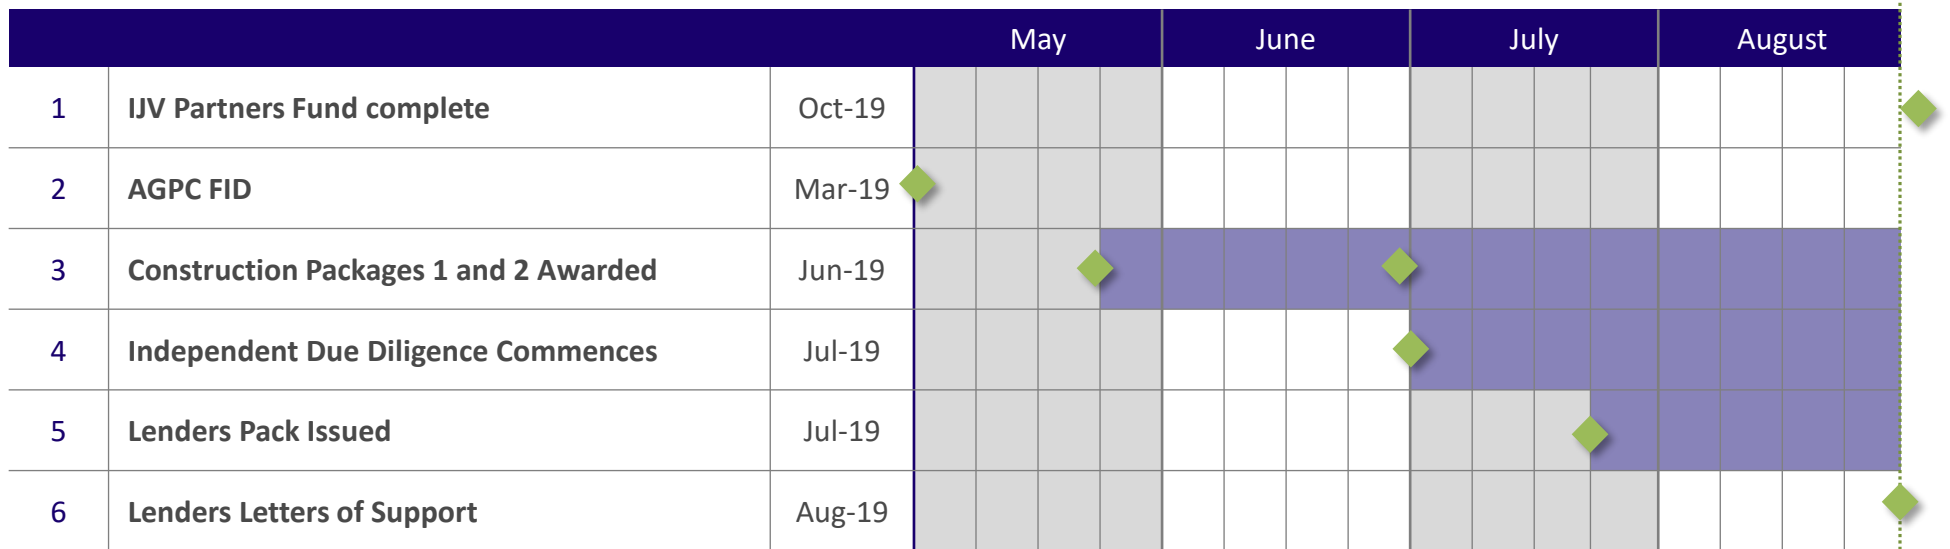 May June July August
1 IJV Partners Fund complete Oct-19
2 AGPC FID Mar-19
3 Construction Packages 1 and 2 Awarded Jun-19
4 Independent Due Diligence Commences Jul-19
5 Lenders Pack Issued Jul-19
6 Lenders Letters of Support Aug-19